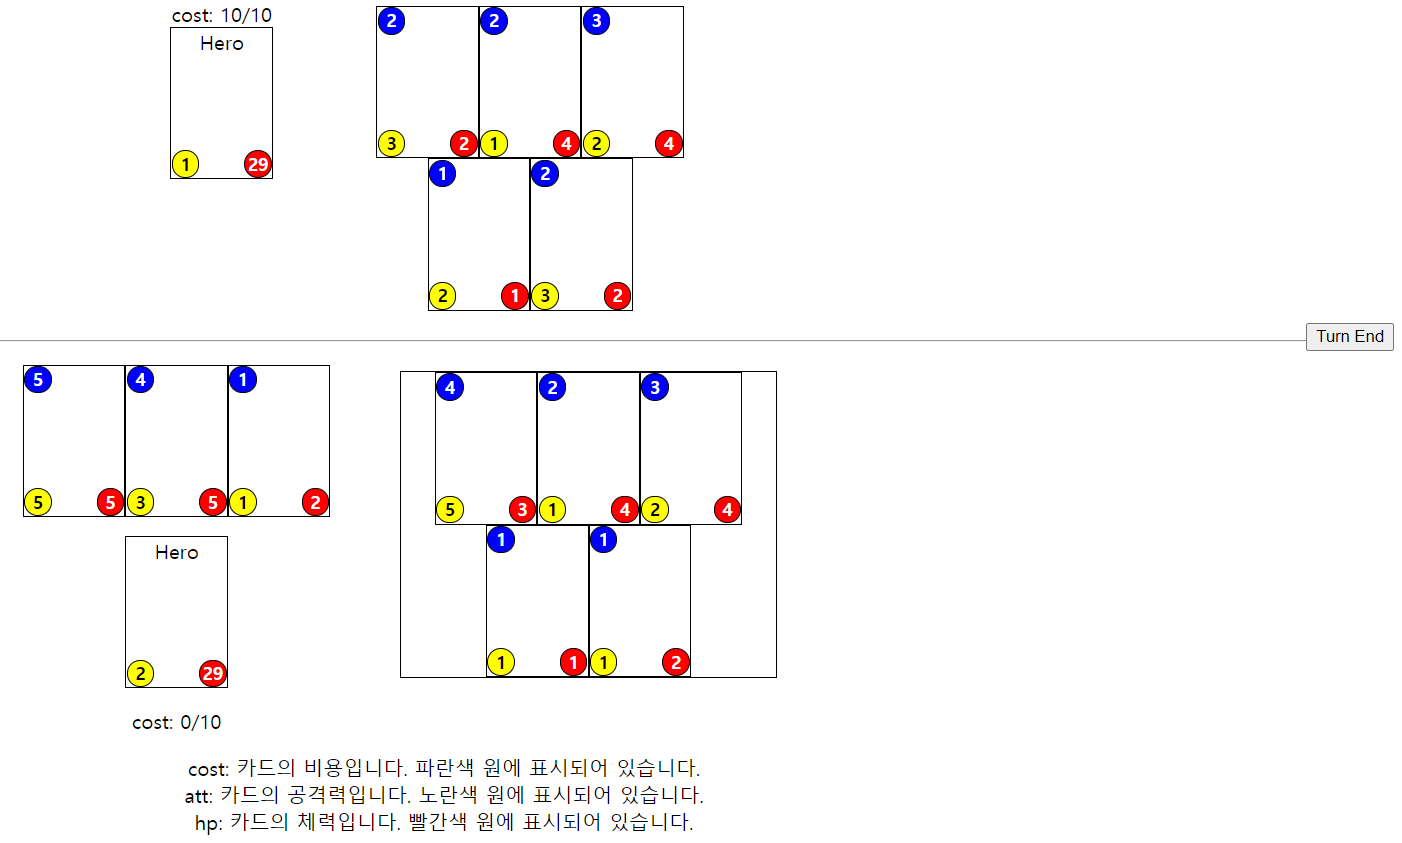 cost: 10/10
Hero
1 29
2 2 3
3 2 1 4 2 4
1 2
2 1 3 2
Turn End
5 4 1
5 5 3 5 1 2
Hero
2 29
cost: 0/10
4 2 3
5 3 1 4 2 4
1 1
1 1 1 2
cost: 카드의 비용입니다. 파란색 원에 표시되어 있습니다.
att: 카드의 공격력입니다. 노란색 원에 표시되어 있습니다.
hp: 카드의 체력입니다. 빨간색 원에 표시되어 있습니다.